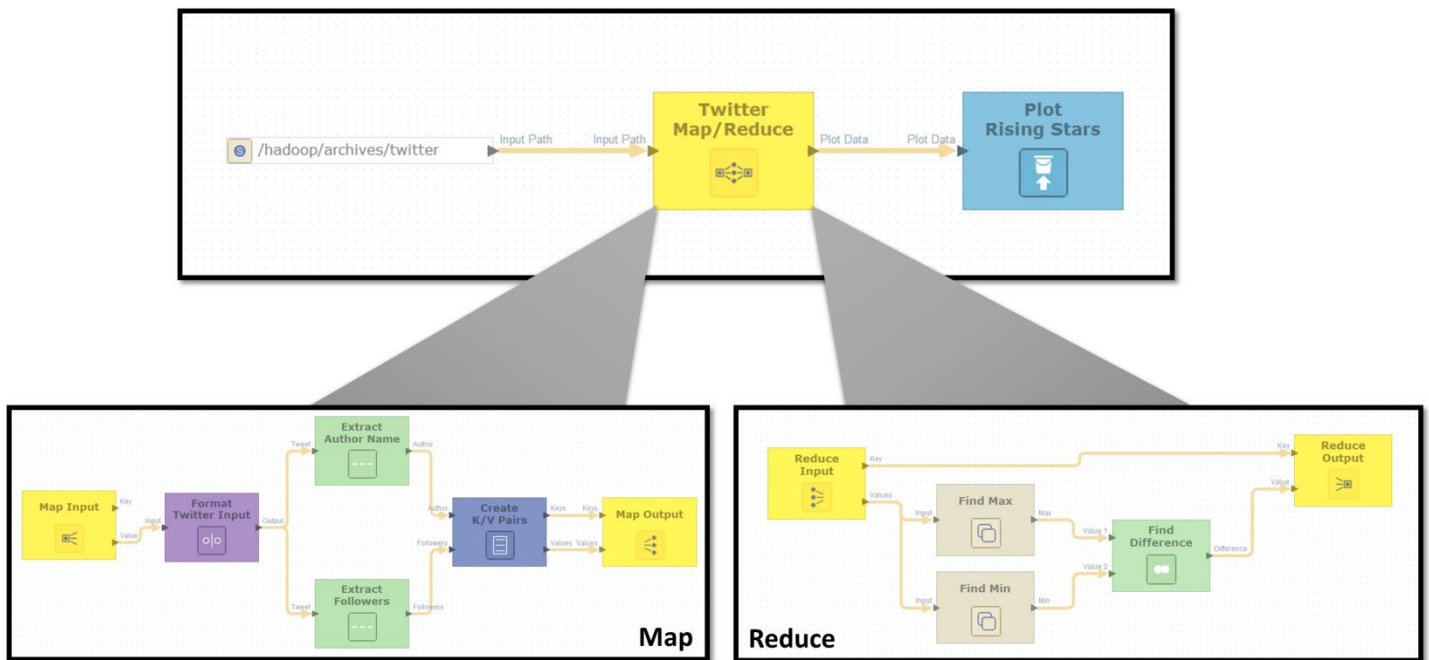 Twitter
Map/Reduce
Plot
Rising Stars
/hadoop/archives/twitter
Input Path
Input Path
Plot Data
Plot Data
Extract
Author Name
Tweet
Author
Map Input
Key
Value
Input
Format
Twitter Input
Output
Author
Followers
Create
K/V Pairs
Keys
Keys
Values
Values
Map Output
Extract
Followers
Tweet
Followers
Map
Reduce
Input
Key
Values
Key
Value
Reduce
Output
Input
Find Max
Max
Value 1
Value 2
Find
Difference
Difference
Input
Find Min
Min
Reduce